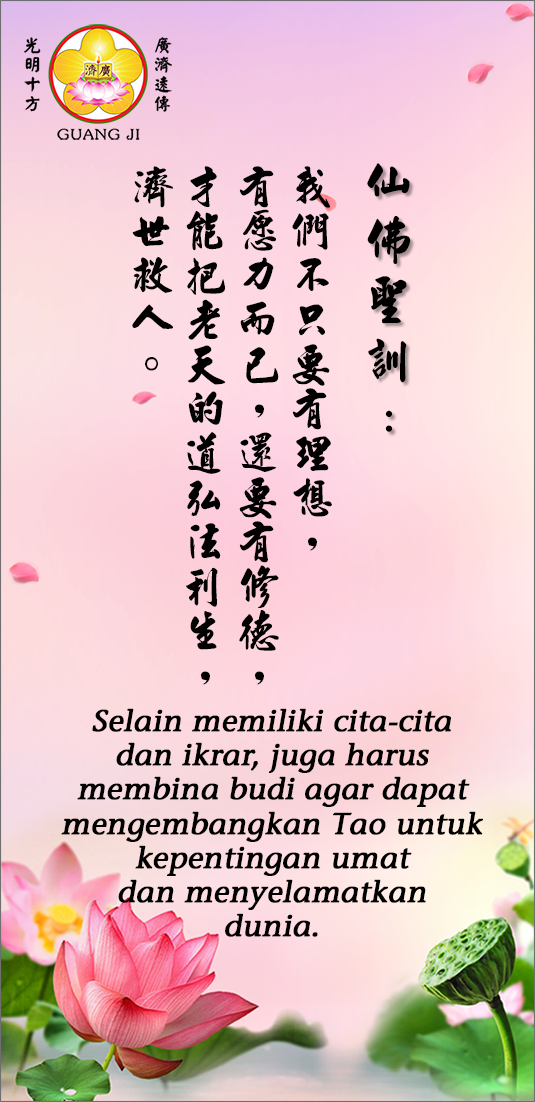 廣濟遠傳
光明十方
廣濟
GUANG JI
仙佛聖訓：
我們不只要有理想，
有愿力而已，還要有修德，
才能把老天的道弘法利生，
濟世救人。
Selain memiliki cita-cita
dan ikrar, juga harus
membina budi agar dapat
mengembangkan Tao untuk
kepentingan umat
dan menyelamatkan
dunia.